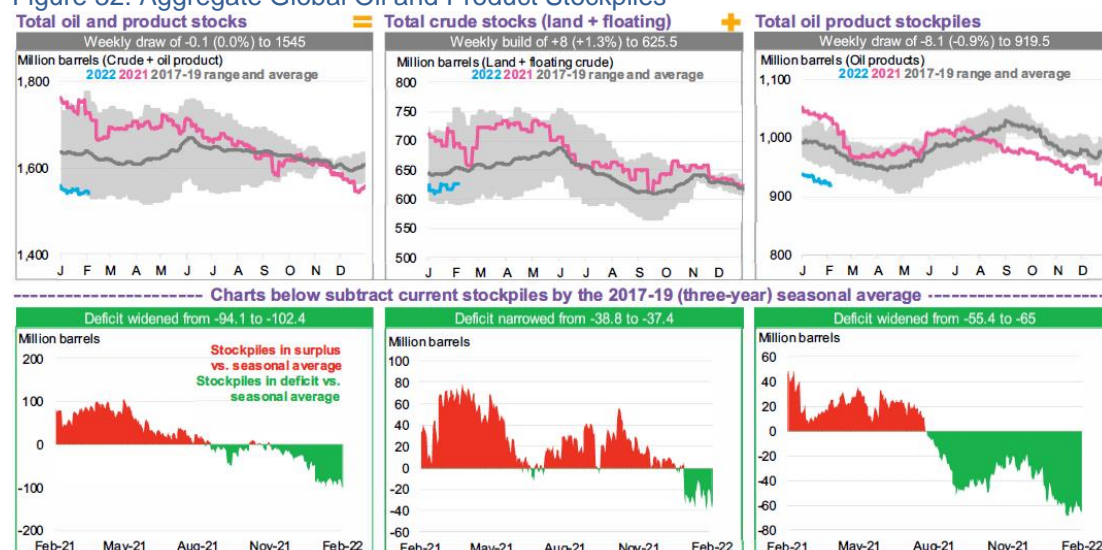 Figure 32: Aggregate Global Oil and Product Stockpiles
Total oil and product stocks
=
Total crude stocks (land + floating)
+
Total oil product stockpiles
Weekly draw of -0.1 (0.0%) to 1545
Weekly build of +8 (+1.3%) to 625.5
Weekly draw of -8.1 (-0.9%) to 919.5
Million barrels (Crude + oil product)
2022 2021 2017-19 range and average
1,800
1,600
1,400
J F M A M J J A S O N D
Million barrels (Land + floating crude)
2022 2021 2017-19 range and average
800
750
700
650
600
550
500
J F M A M J J A S O N D
Million barrels (Oil products)
2022 2021 2017-19 range and average
1,100
1,000
900
800
J F M A M J J A S O N D
Charts below subtract current stockpiles by the 2017-19 (three-year) seasonal average
Deficit widened from -94.1 to -102.4
Million barrels
Stockpiles in surplus
vs. seasonal average
Stockpiles in deficit vs.
seasonal average
200
100
0
-100
-200
Feb-21 May-21 Aug-21 Nov-21 Feb-22
Deficit narrowed from -38.8 to -37.4
Million barrels
100
80
60
40
20
0
-20
-40
-60
Feb-21 May-21 Aug-21 Nov-21 Feb-22
Deficit widened from -55.4 to -65
Million barrels
60
40
20
0
-20
-40
-60
-80
Feb-21 May-21 Aug-21 Nov-21 Feb-22